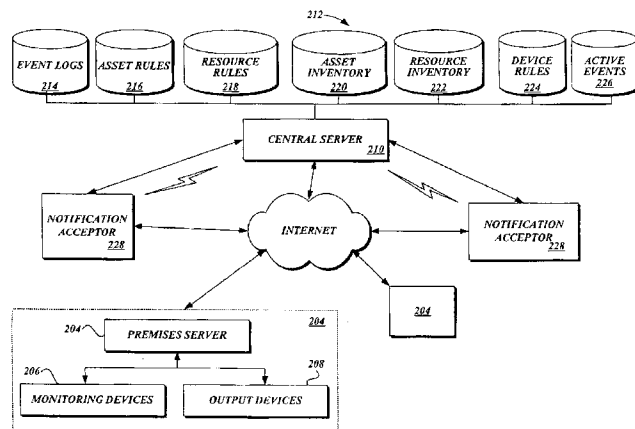 212
EVENT LOGS
214
ASSET RULES
216
RESOURCE
RULES
218
ASSET
INVENTORY
220
RESOURCE
INVENTORY
222
DEVICE
RULES
224
ACTIVE
EVENTS
226
CENTRAL SERVER
210
NOTIFICATION
ACCEPTOR
228
INTERNET
NOTIFICATION
ACCEPTOR
228
204
204
PREMISES SERVER
204
206
MONITORING DEVICES
208
OUTPUT DEVICES